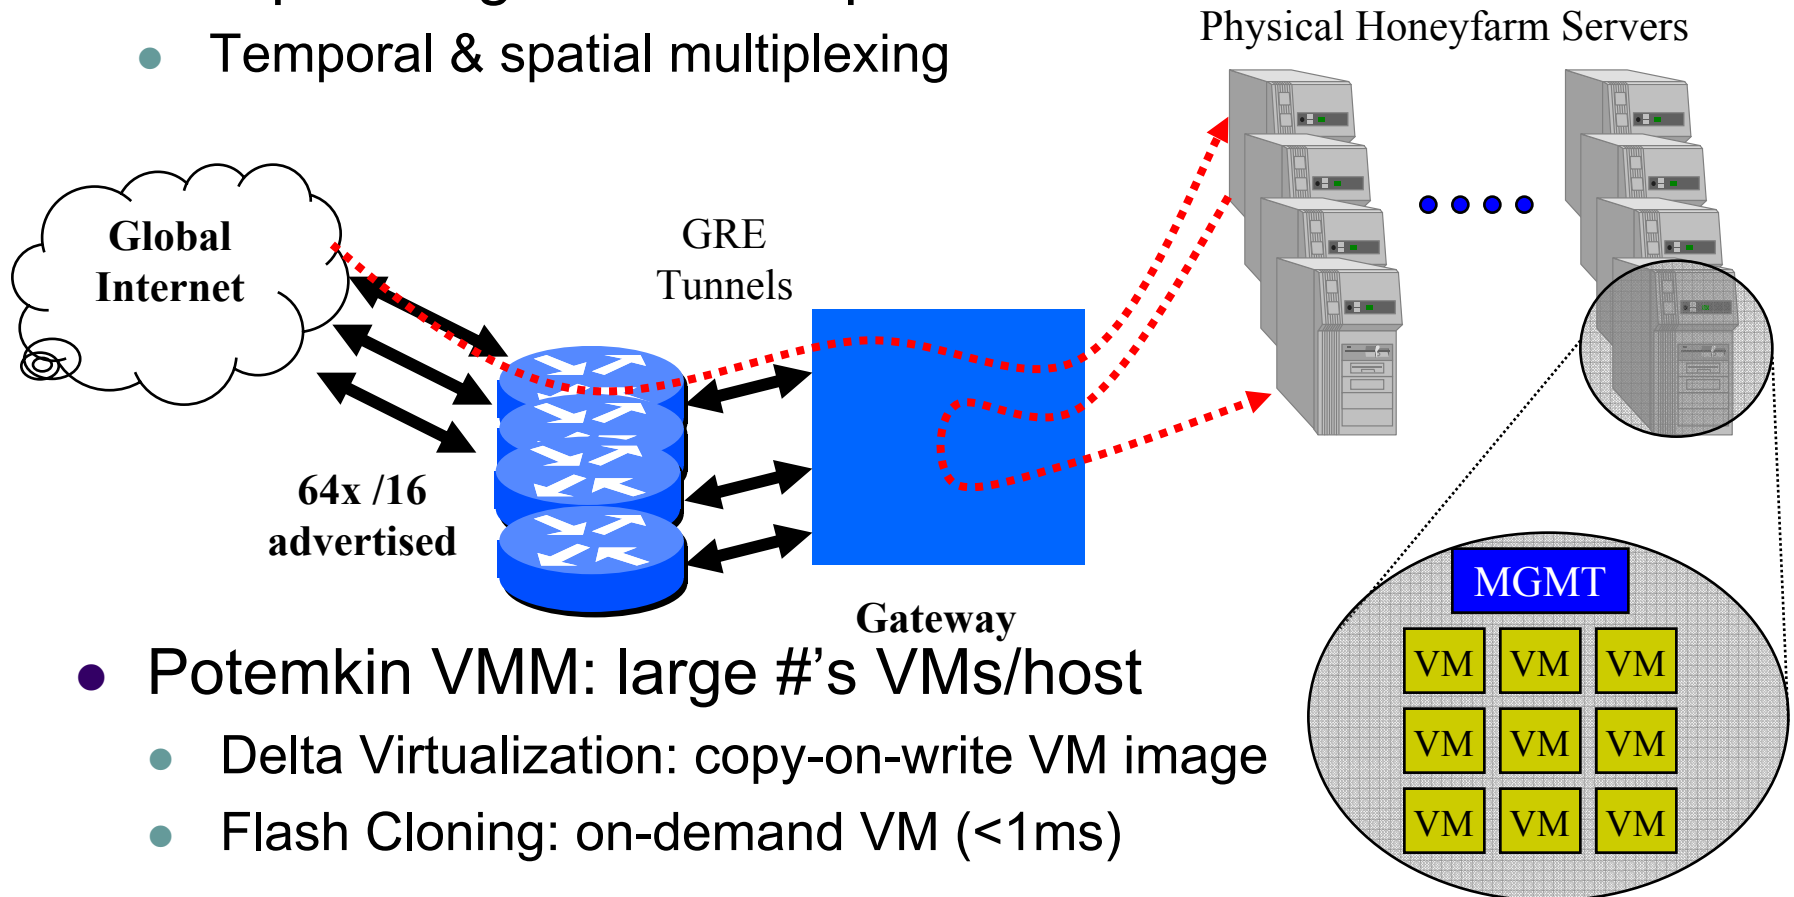 Temporal & spatial multiplexing
Physical Honeyfarm Servers
Global
Internet
GRE
Tunnels
64x /16
advertised
Gateway
MGMT
VM VM VM
VM VM VM
VM VM VM
Potemkin VMM: large #'s VMs/host
Delta Virtualization: copy-on-write VM image
Flash Cloning: on-demand VM (<1ms)